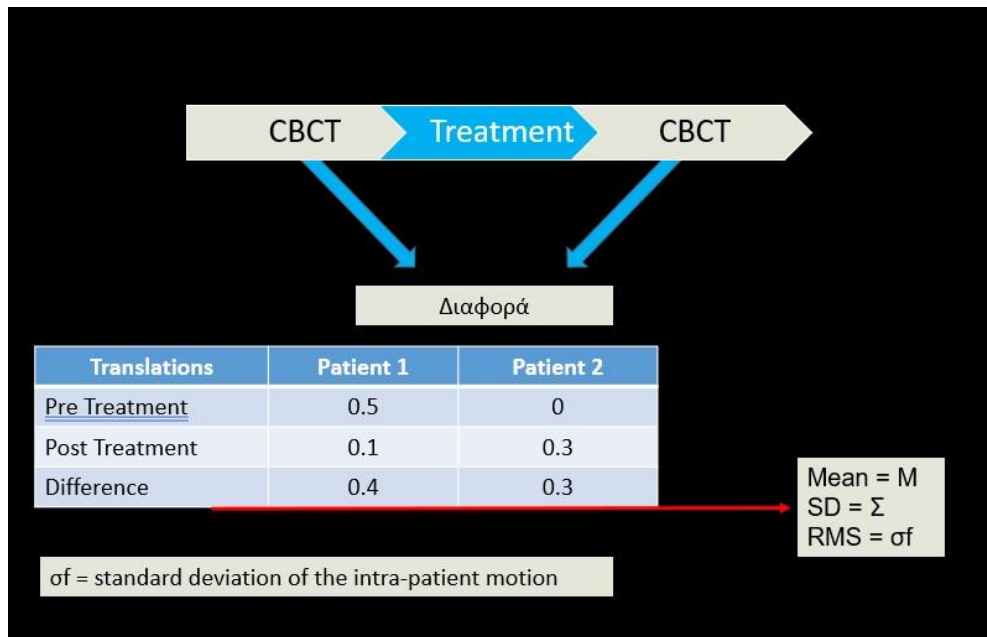 CBCT Treatment CBCT
Διαφορά
Translations Patient 1 Patient 2
Pre Treatment 0.5 0
Post Treatment 0.1 0.3
Difference 0.4 0.3
Mean = M
SD = Σ
RMS = σf
σf = standard deviation of the intra-patient motion